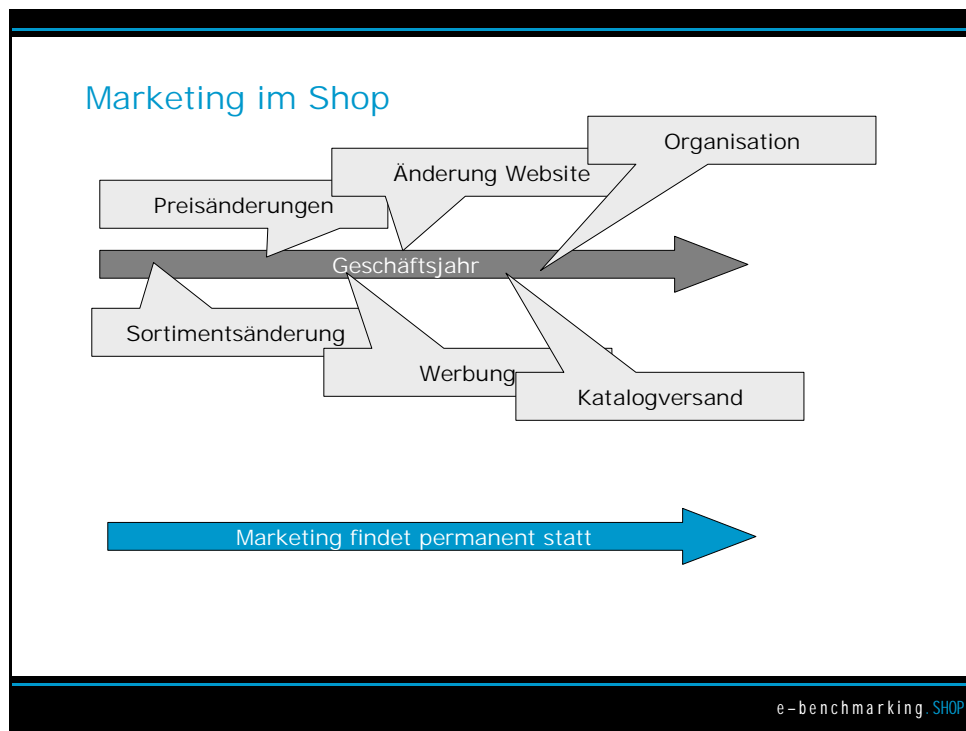 Marketing im Shop
Organisation
Änderung Website
Preisänderungen
Geschäftsjahr
Sortimentsänderung
Werbung
Katalogversand
Marketing findet permanent statt
e–benchmarking.SHOP